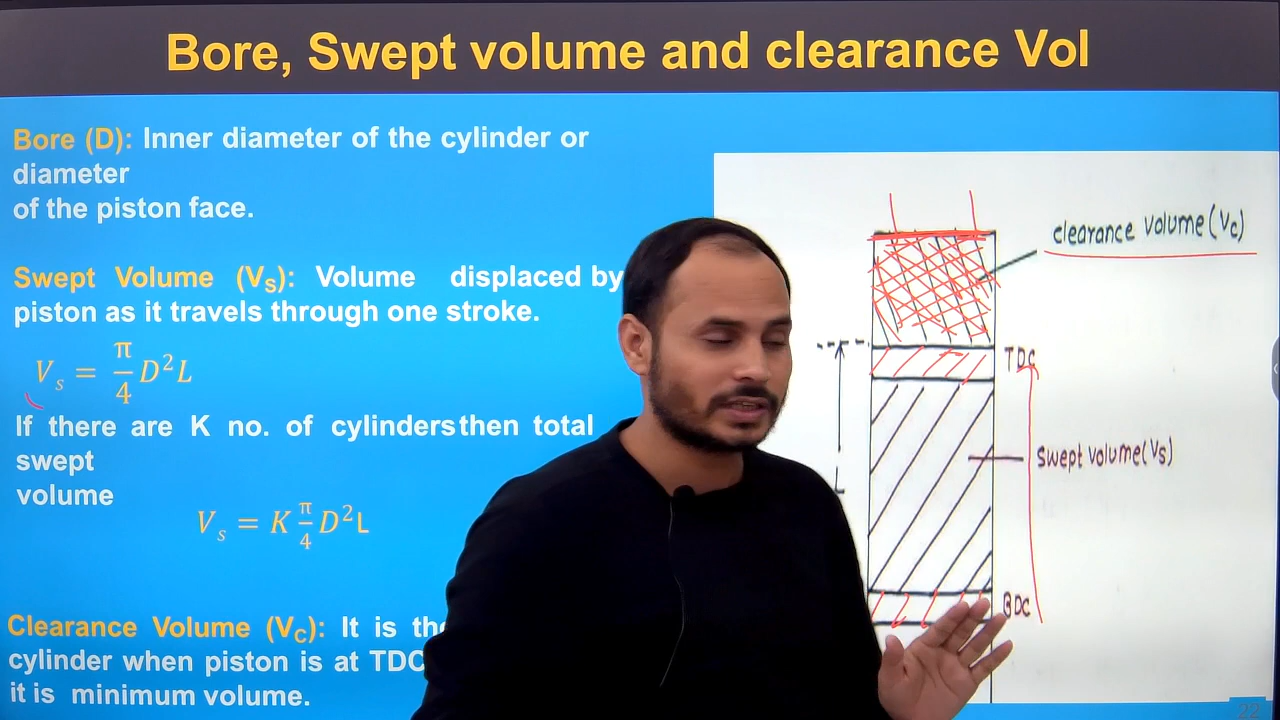 Bore, Swept volume and clearance Vol
Bore (D): Inner diameter of the cylinder or
diameter
of the piston face.
Swept Volume (VS): Volume displaced by
piston as it travels through one stroke.
V_s = π/4 D²L
If there are K no. of cylinders then total
swept
volume
V_s = K π/4 D²L
Clearance Volume (VC): It is the
cylinder when piston is at TDC
it is minimum volume.
clearance volume (Vc)
TDC
L
swept volume (Vs)
BDC
22